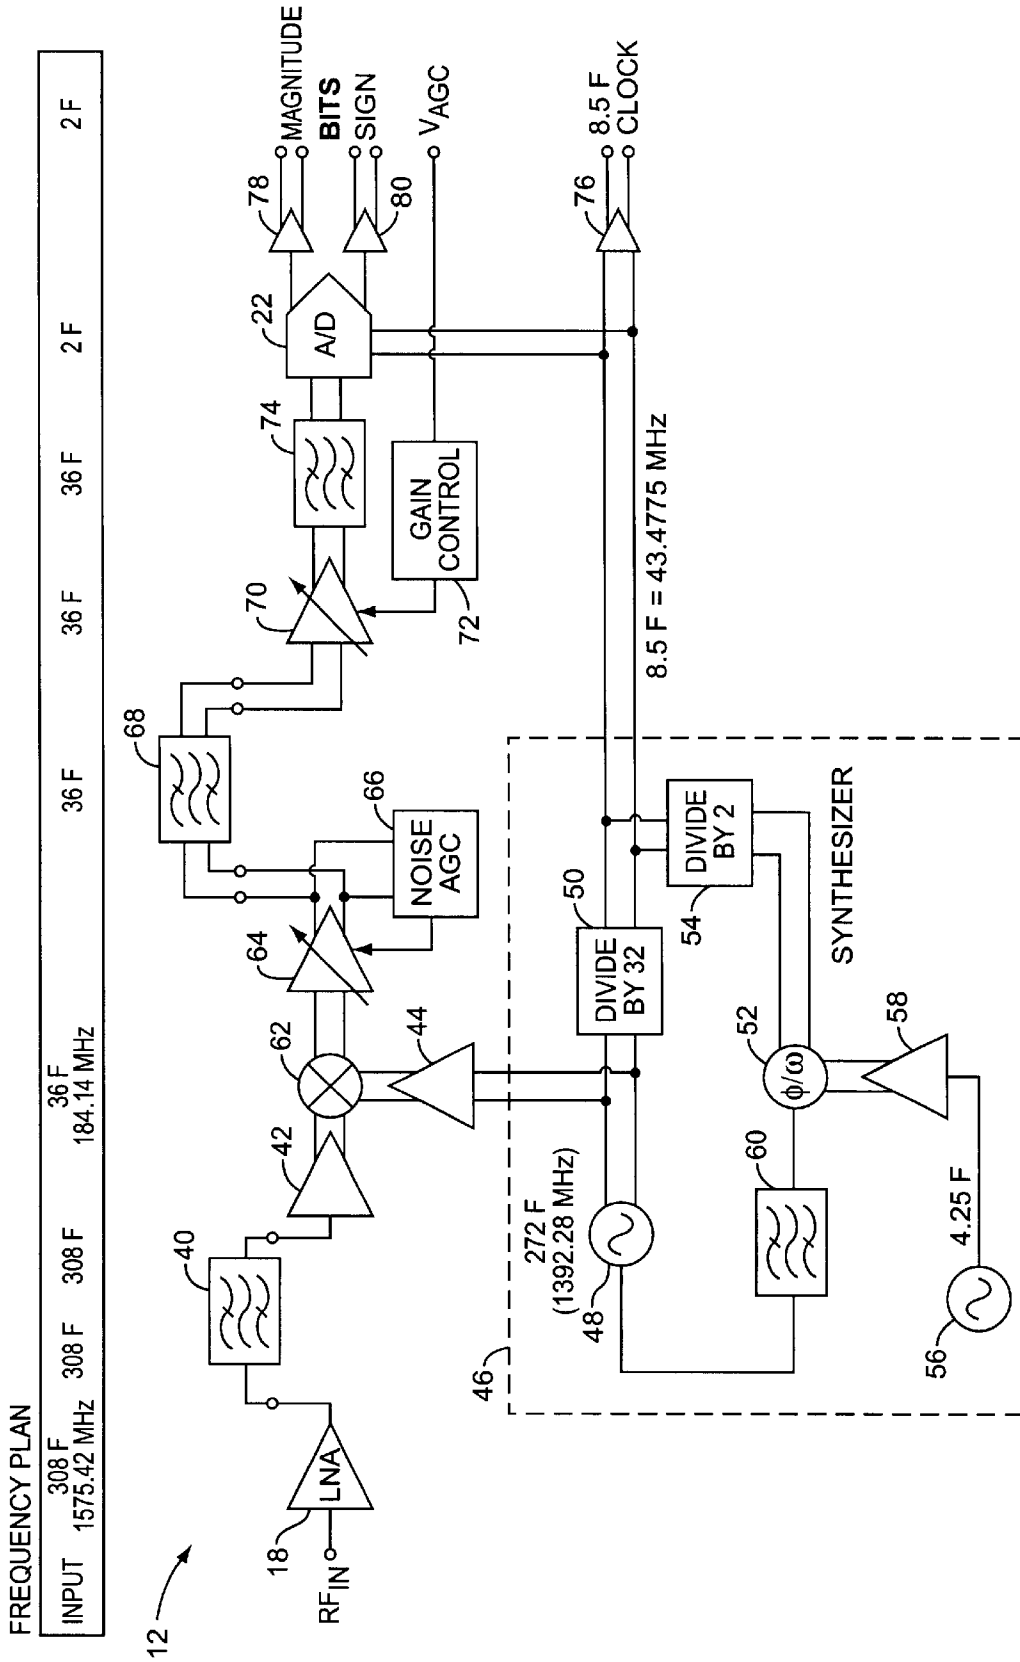 FREQUENCY PLAN
INPUT 308 F 308 F 308 F 36 F 36 F 36 F 36 F 2 F 2 F
1575.42 MHz 184.14 MHz
12
RF_IN
18
LNA
40
42
62
44
64
66
NOISE
AGC
68
70
72
GAIN
CONTROL
74
22
A/D
78
MAGNITUDE
BITS
SIGN
80
V_AGC
76
8.5 F
CLOCK
8.5 F = 43.4775 MHz
46
272 F
(1392.28 MHz)
48
50
DIVIDE
BY 32
54
DIVIDE
BY 2
52
ϕ/ω
58
60
56
4.25 F
SYNTHESIZER